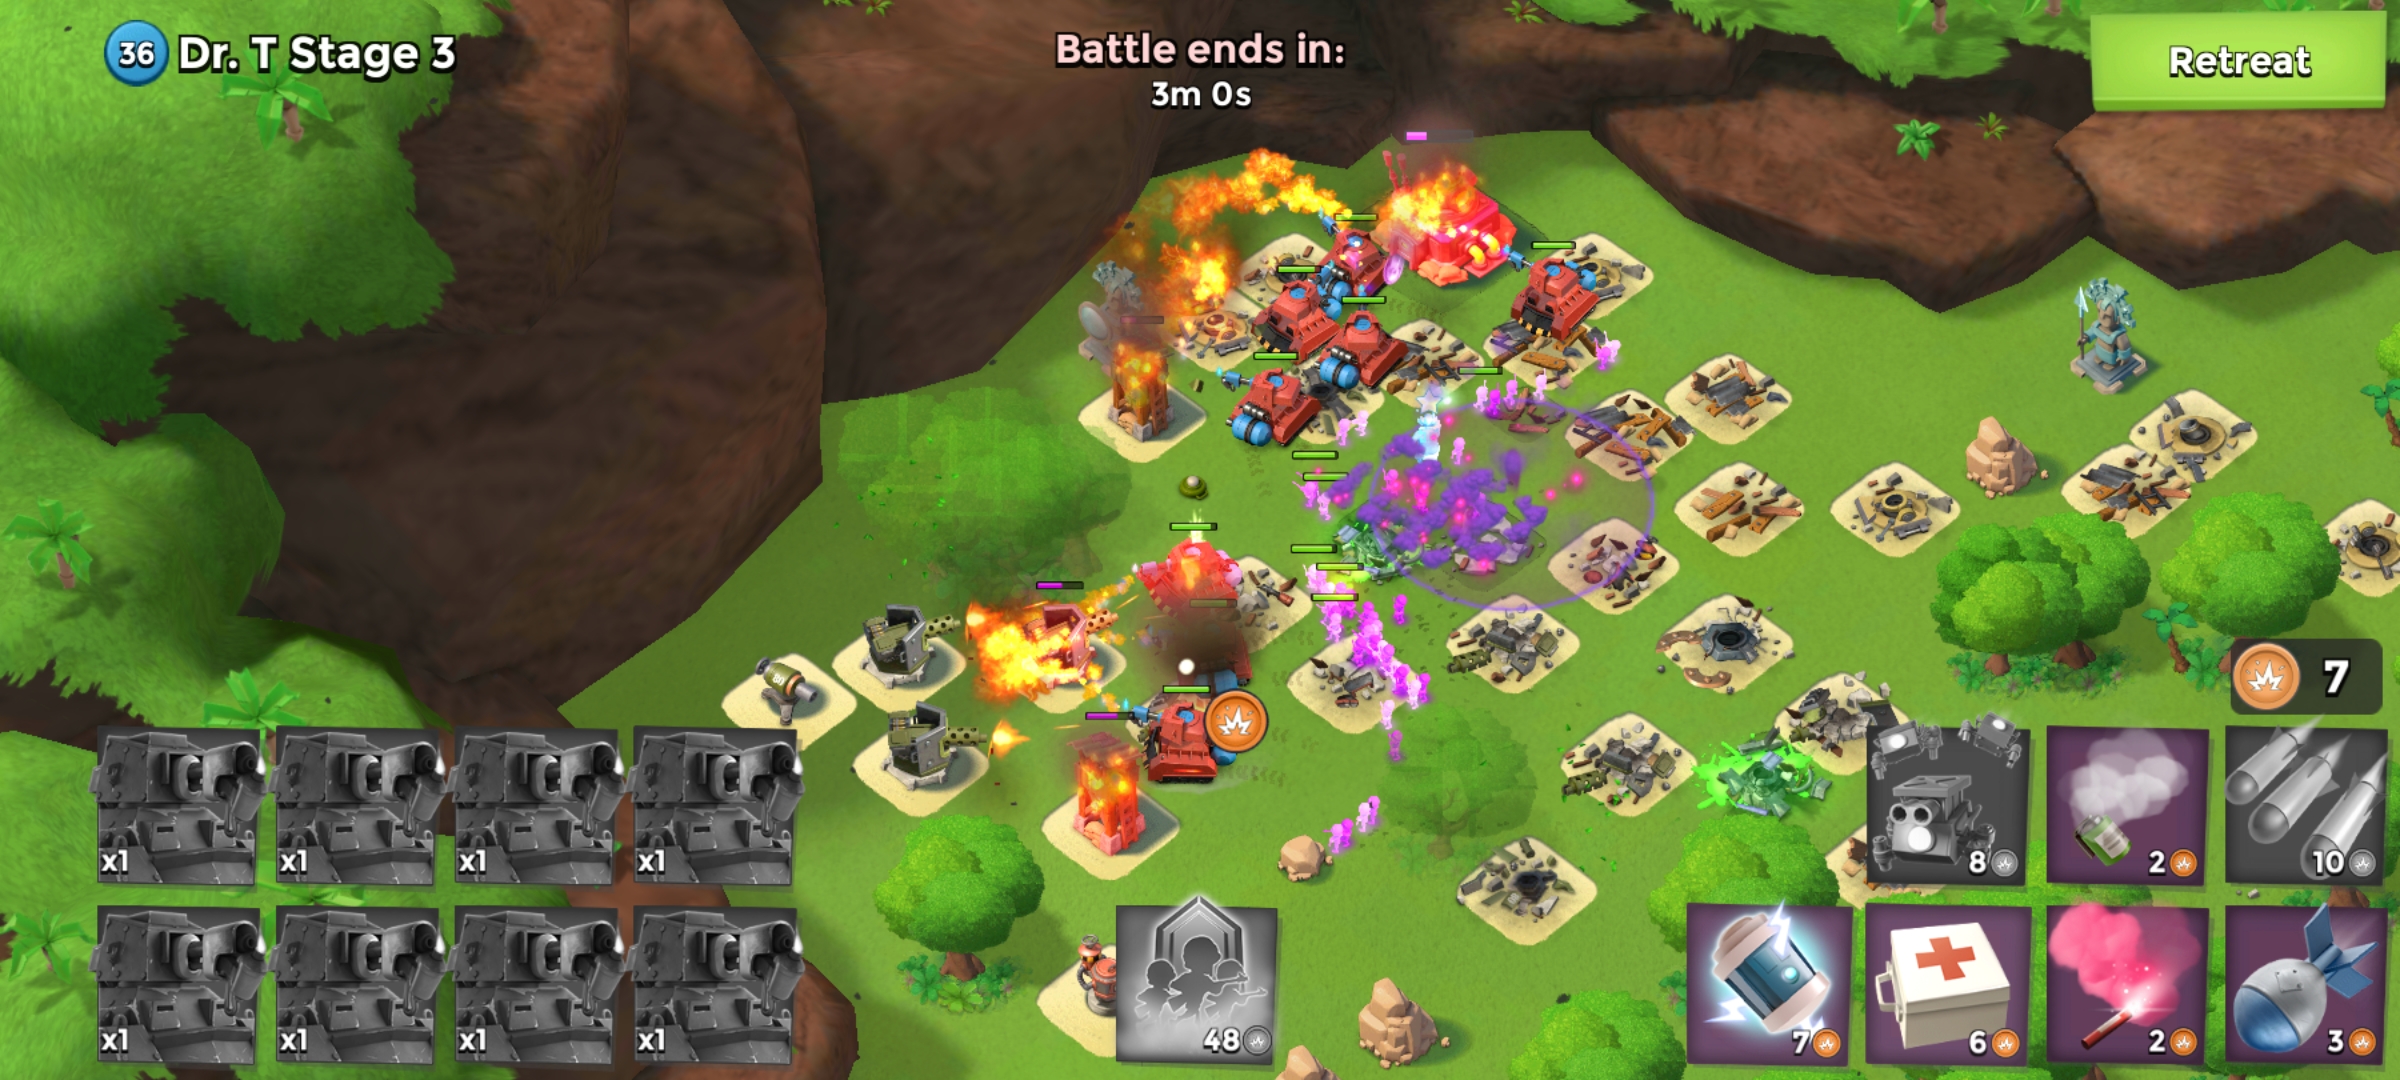 36 Dr. T Stage 3
Battle ends in:
3m 0s
Retreat
80
7
x1 x1 x1 x1
8 2 10
x1 x1 x1 x1
48
7 6 2 3